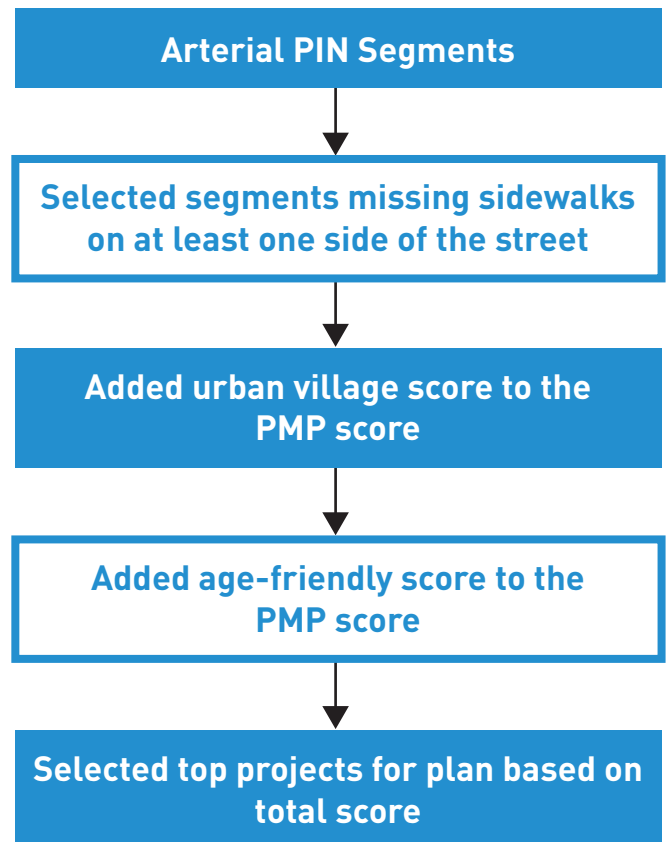 Arterial PIN Segments
Selected segments missing sidewalks
on at least one side of the street
Added urban village score to the
PMP score
Added age-friendly score to the
PMP score
Selected top projects for plan based on
total score